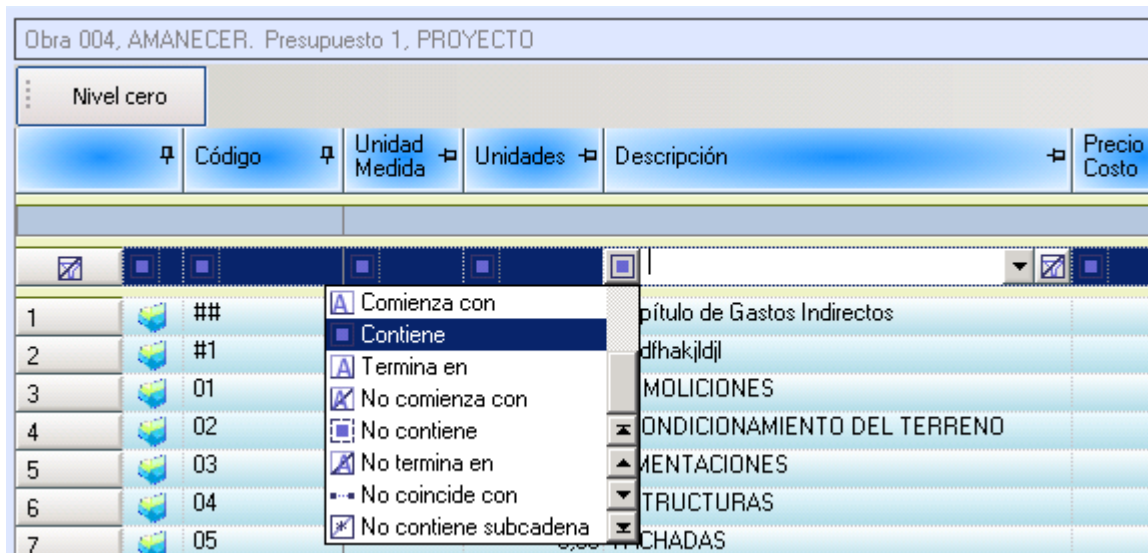 Obra 004, AMANECER. Presupuesto 1, PROYECTO
Nivel cero
Código Unidad Medida Unidades Descripción Precio Costo
Comienza con
1 ## pítulo de Gastos Indirectos
Contiene
2 #1 dfhakjldjl
Termina en
3 01 MOLICIONES
No comienza con
4 02 ONDICIONAMIENTO DEL TERRENO
No contiene
5 03 MENTACIONES
No termina en
6 04 TRUCTURAS
No coincide con
No contiene subcadena
7 05 CHADAS